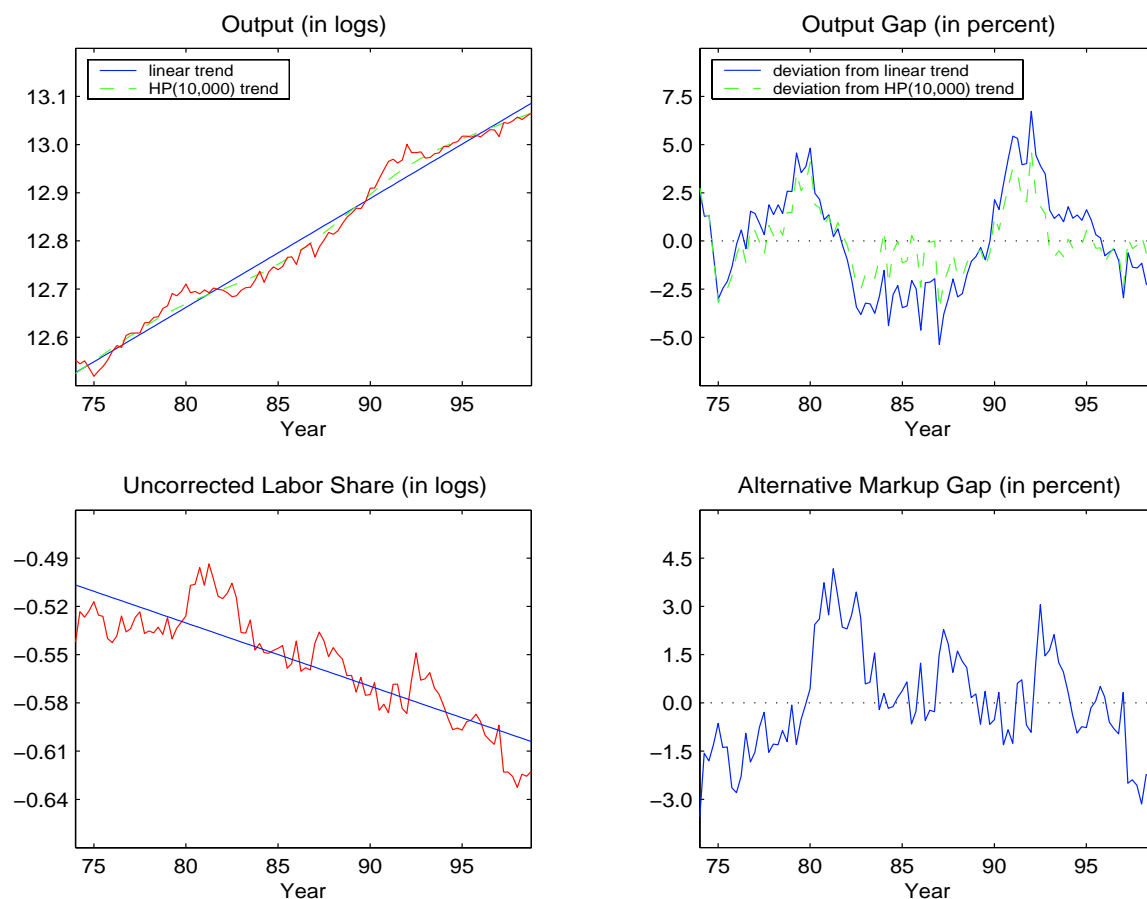 Output (in logs)
linear trend
HP(10,000) trend
13.1
13.0
12.9
12.8
12.7
12.6
75 80 85 90 95
Year
Output Gap (in percent)
deviation from linear trend
deviation from HP(10,000) trend
7.5
5.0
2.5
0.0
−2.5
−5.0
75 80 85 90 95
Year
Uncorrected Labor Share (in logs)
−0.49
−0.52
−0.55
−0.58
−0.61
−0.64
75 80 85 90 95
Year
Alternative Markup Gap (in percent)
4.5
3.0
1.5
0.0
−1.5
−3.0
75 80 85 90 95
Year